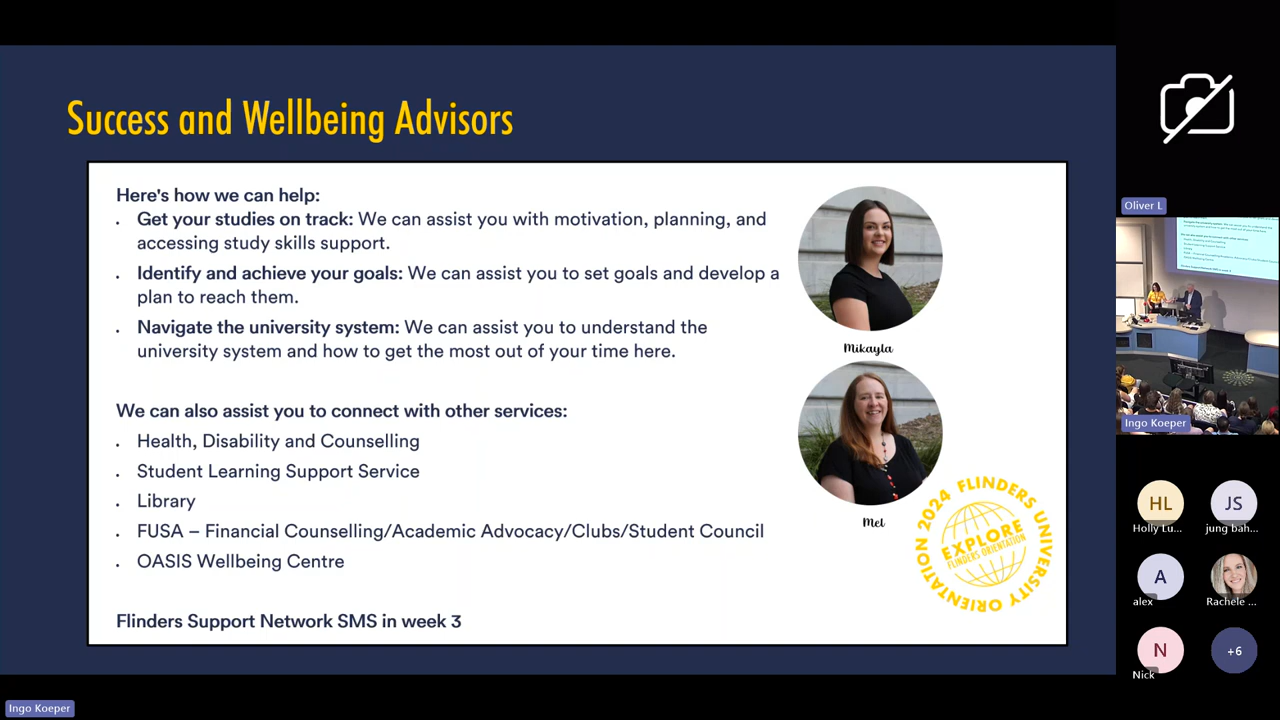 Success and Wellbeing Advisors
Here's how we can help:
. Get your studies on track: We can assist you with motivation, planning, and
accessing study skills support.
. Identify and achieve your goals: We can assist you to set goals and develop a
plan to reach them.
. Navigate the university system: We can assist you to understand the
university system and how to get the most out of your time here.
We can also assist you to connect with other services:
. Health, Disability and Counselling
. Student Learning Support Service
. Library
. FUSA – Financial Counselling/Academic Advocacy/Clubs/Student Council
. OASIS Wellbeing Centre
Flinders Support Network SMS in week 3
Mikayla
Mel
FLINDERS UNIVERSITY ORIENTATION 2024
EXPLORE
FLINDERS ORIENTATION
Oliver L
Ingo Koeper
HL
Holly Lu...
JS
jung bah...
A
alex
Rachele ...
N
Nick
+6
Ingo Koeper